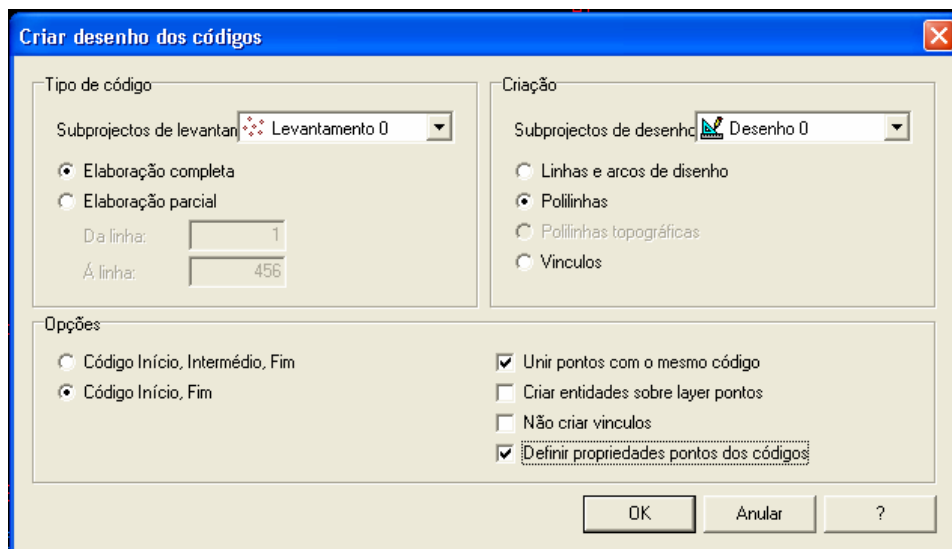 Criar desenho dos códigos
Tipo de código
Subprojectos de levantan Levantamento 0
Elaboração completa
Elaboração parcial
Da linha: 1
Á linha: 456
Criação
Subprojectos de desenho Desenho 0
Linhas e arcos de disenho
Polilinhas
Polilinhas topográficas
Vinculos
Opções
Código Início, Intermédio, Fim
Código Início, Fim
Unir pontos com o mesmo código
Criar entidades sobre layer pontos
Não criar vinculos
Definir propriedades pontos dos códigos
OK Anular ?